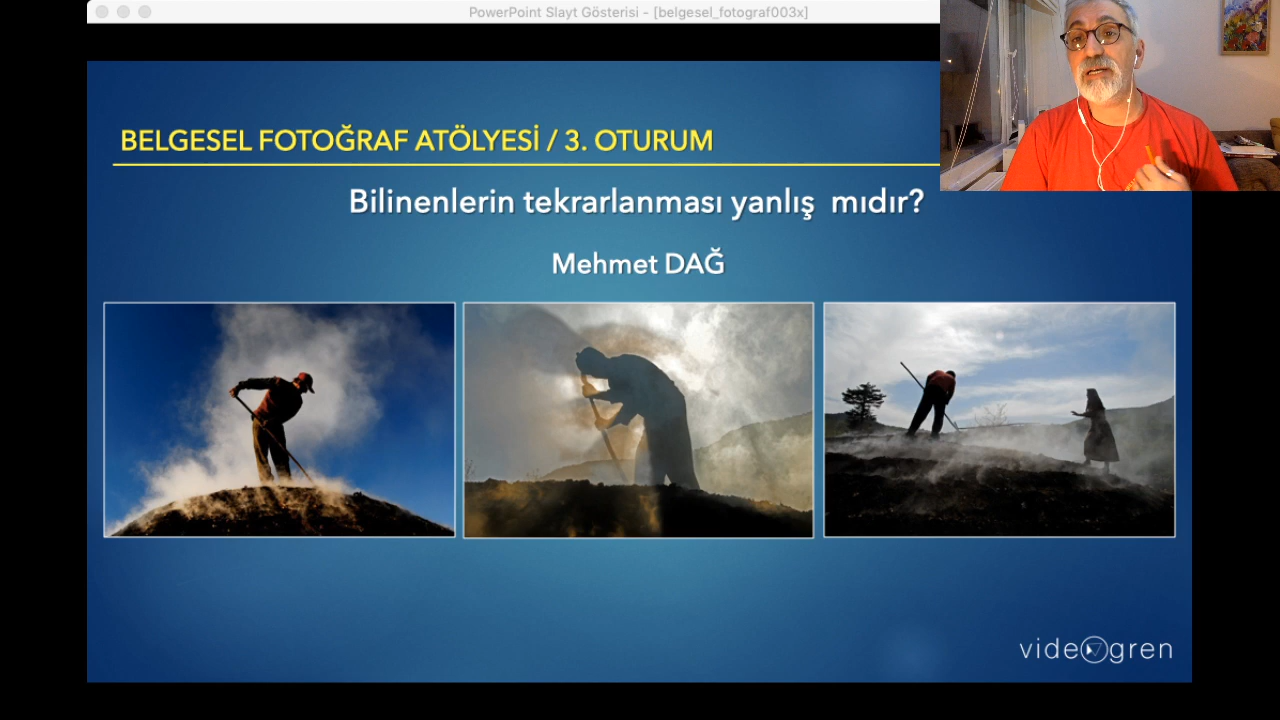 PowerPoint Slayt Gösterisi - [belgesel_fotograf003x]
BELGESEL FOTOĞRAF ATÖLYESİ / 3. OTURUM
Bilinenlerin tekrarlanması yanlış mıdır?
Mehmet DAĞ
videogren